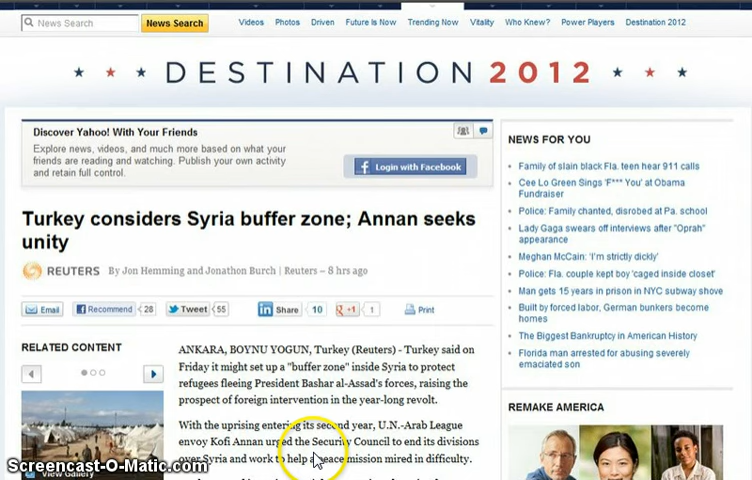 News Search
News Search
Videos Photos Driven Future Is Now Trending Now Vitality Who Knew? Power Players Destination 2012
DESTINATION 2012
Discover Yahoo! With Your Friends
Explore news, videos, and much more based on what your
friends are reading and watching. Publish your own activity
and retain full control.
Login with Facebook
Turkey considers Syria buffer zone; Annan seeks
unity
REUTERS By Jon Hemming and Jonathon Burch | Reuters – 8 hrs ago
Email Recommend 28 Tweet 55 in Share 10 g +1 1 Print
RELATED CONTENT
View Gallery
ANKARA, BOYNU YOGUN, Turkey (Reuters) - Turkey said on
Friday it might set up a "buffer zone" inside Syria to protect
refugees fleeing President Bashar al-Assad's forces, raising the
prospect of foreign intervention in the year-long revolt.
With the uprising entering its second year, U.N.-Arab League
envoy Kofi Annan urged the Security Council to end its divisions
over Syria and work to help a peace mission mired in difficulty.
NEWS FOR YOU
Family of slain black Fla. teen hear 911 calls
Cee Lo Green Sings 'F*** You' at Obama
Fundraiser
Police: Family chanted, disrobed at Pa. school
Lady Gaga swears off interviews after "Oprah"
appearance
Meghan McCain: 'I'm strictly dickly'
Police: Fla. couple kept boy 'caged inside closet'
Man gets 15 years in prison in NYC subway shove
Built by forced labor, German bunkers become
homes
The Biggest Bankruptcy in American History
Florida man arrested for abusing severely
emaciated son
REMAKE AMERICA
Screencast-O-Matic.com